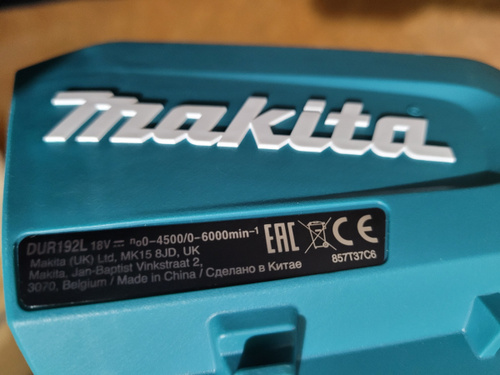 makita
DUR192L 18V ⎓ n₀0-4500/0-6000min⁻¹
Makita (UK) Ltd, MK15 8JD, UK
Makita, Jan-Baptist Vinkstraat 2,
3070, Belgium / Made in China / Сделано в Китае
EAC CE
857T37C6